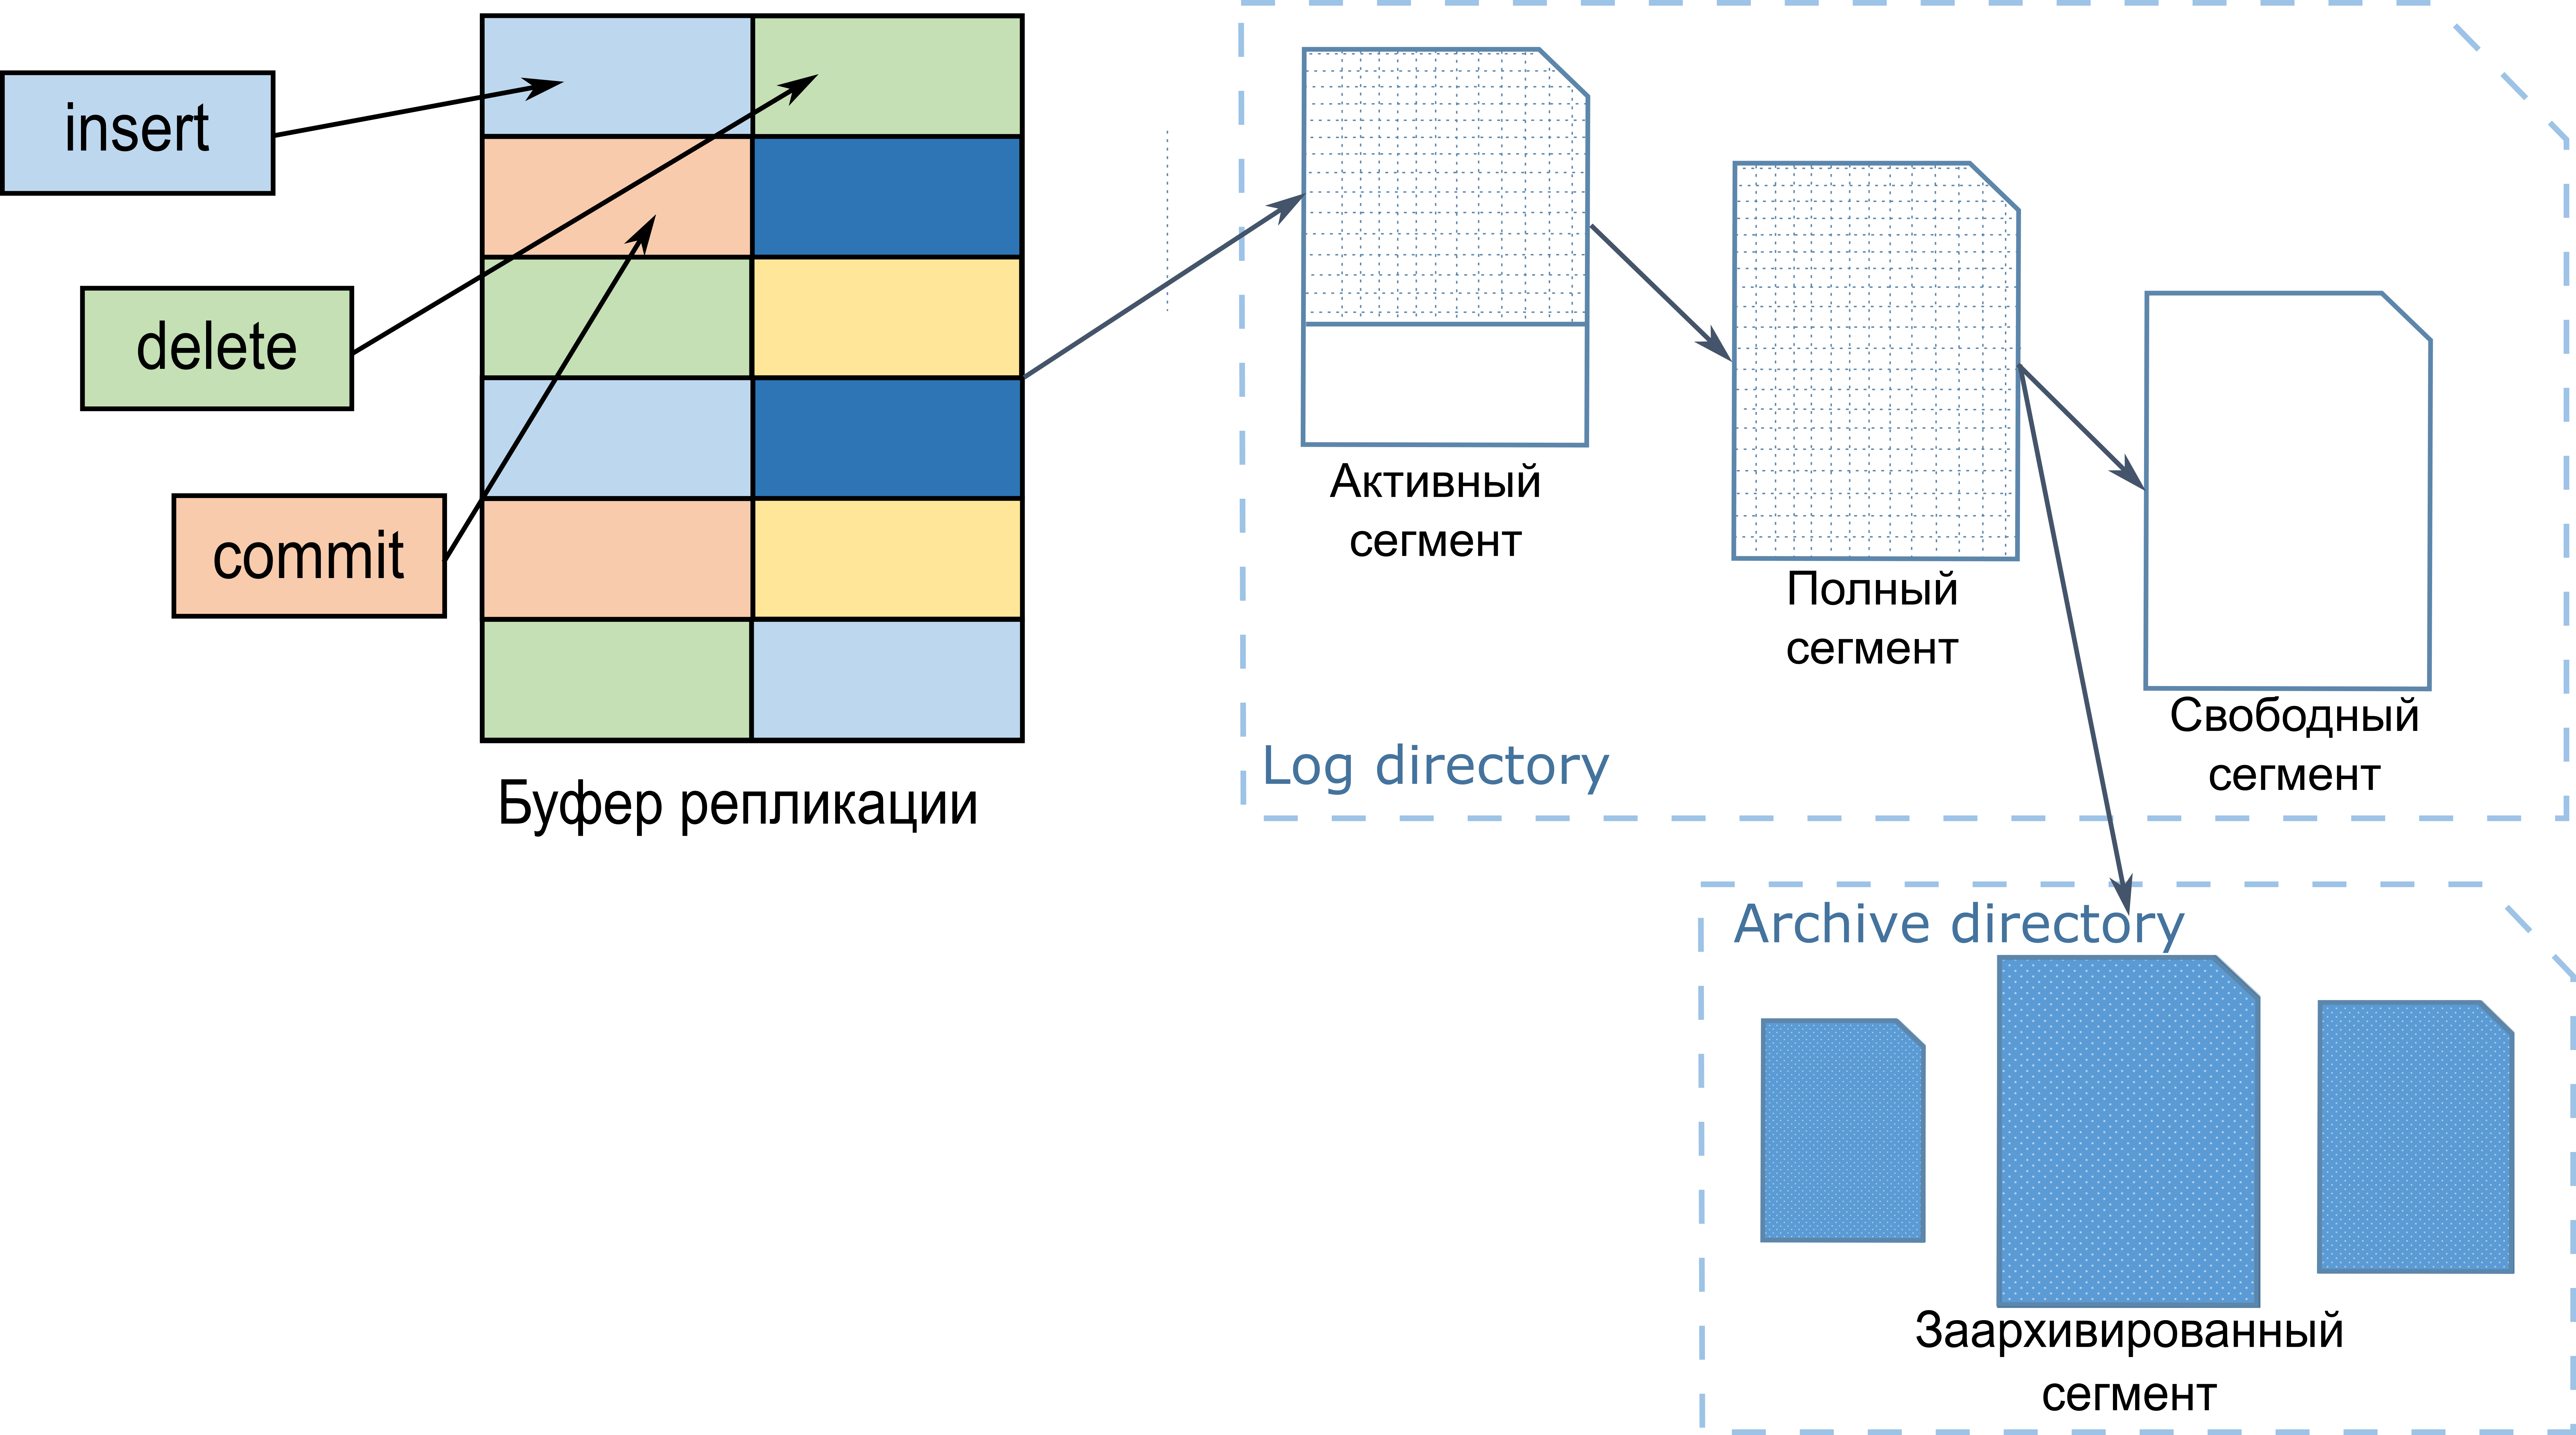 insert
delete
commit
Буфер репликации
Активный
сегмент
Полный
сегмент
Свободный
сегмент
Log directory
Archive directory
Заархивированный
сегмент